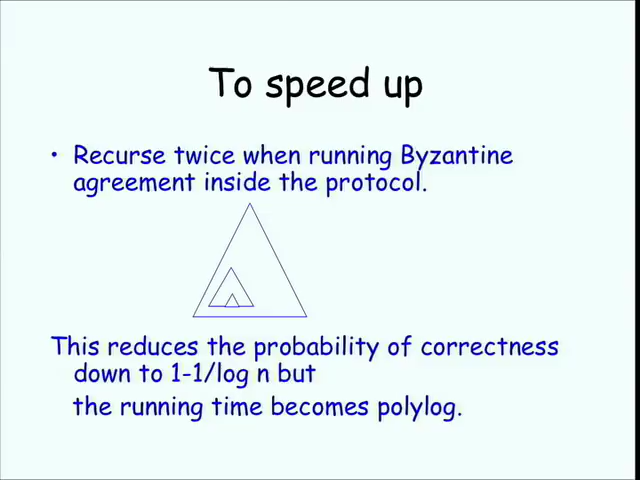 To speed up
• Recurse twice when running Byzantine
agreement inside the protocol.
This reduces the probability of correctness
down to 1-1/log n but
the running time becomes polylog.